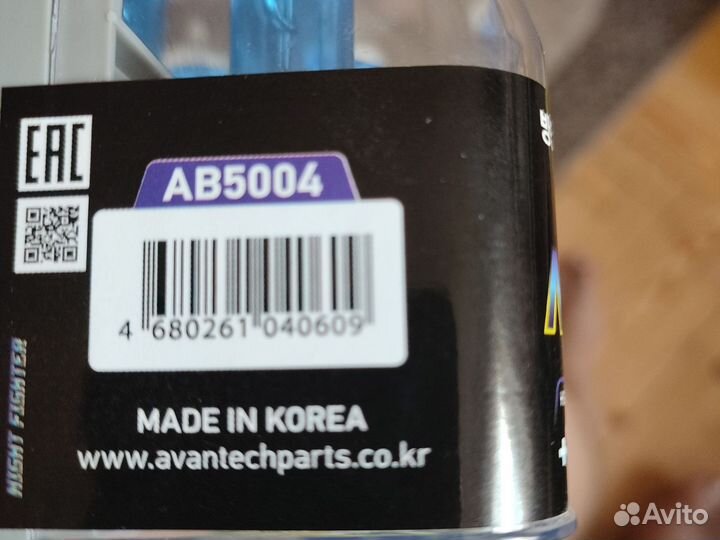 EAC
AB5004
4 680261 040609
NIGHT FIGHTER
MADE IN KOREA
www.avantechparts.co.kr
Avito